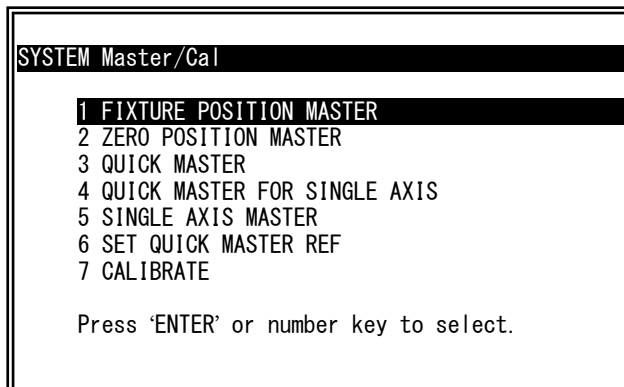 SYSTEM Master/Cal
1 FIXTURE POSITION MASTER
2 ZERO POSITION MASTER
3 QUICK MASTER
4 QUICK MASTER FOR SINGLE AXIS
5 SINGLE AXIS MASTER
6 SET QUICK MASTER REF
7 CALIBRATE
Press ‘ENTER’ or number key to select.